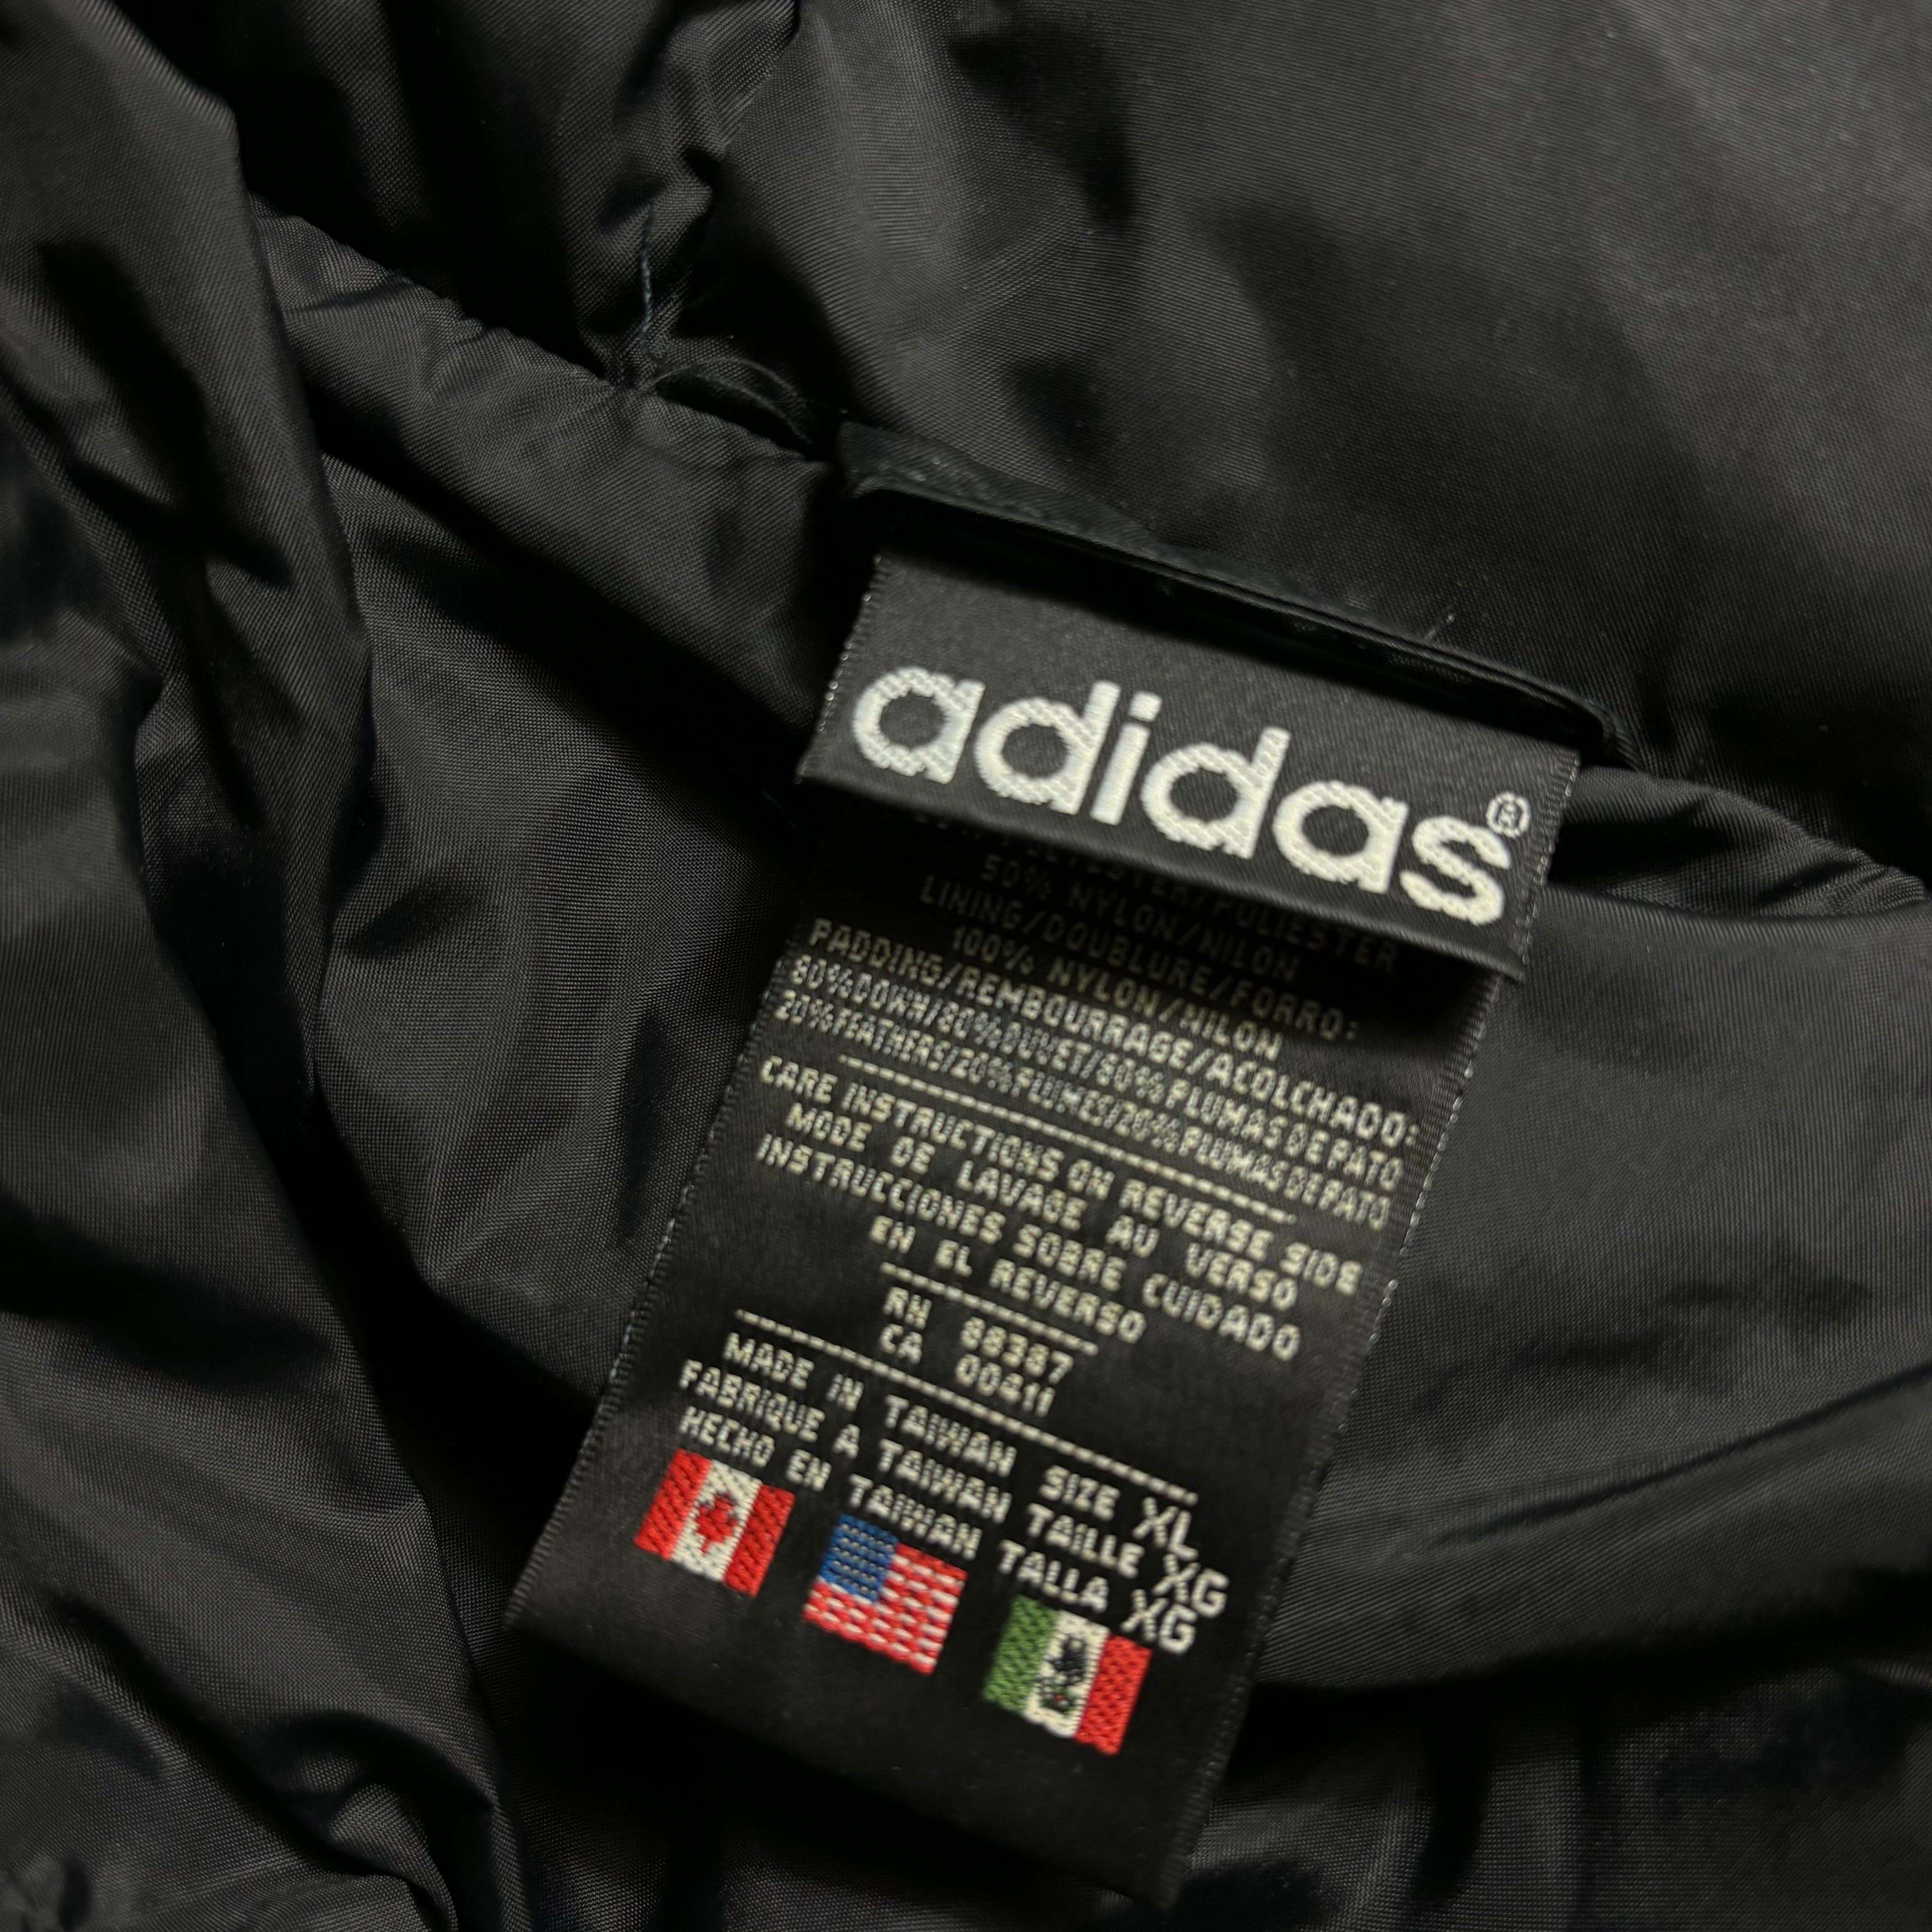 adidas®
POLYESTER/POLIESTER
50% NYLON/NILON
LINING/DOUBLURE/FORRO:
100% NYLON/NILON
PADDING/REMBOURRAGE/ACOLCHADO:
80%DOWN/80%DUVET/80%PLUMAS DE PATO
20%FEATHERS/20%PLUMES/20%PLUMAS DE PATO
CARE INSTRUCTIONS ON REVERSE SIDE
MODE DE LAVAGE AU VERSO
INSTRUCCIONES SOBRE CUIDADO
EN EL REVERSO
RN 88387
CA 00411
MADE IN TAIWAN SIZE XL
FABRIQUE A TAIWAN TAILLE XG
HECHO EN TAIWAN TALLA XG